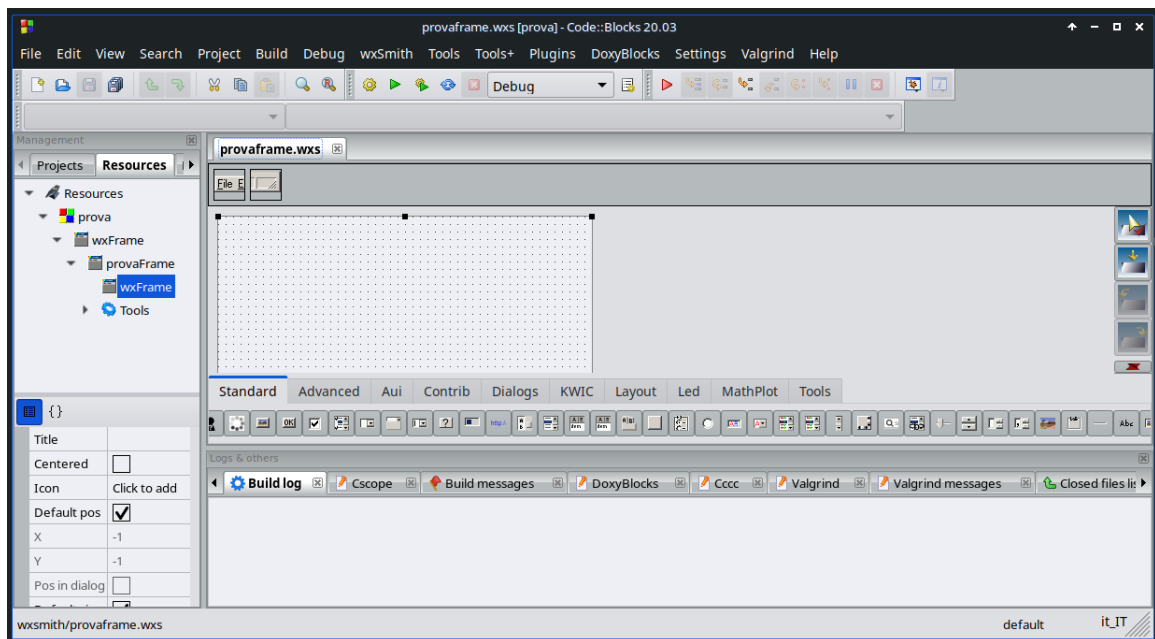 provaframe.wxs [prova] - Code::Blocks 20.03
File Edit View Search Project Build Debug wxSmith Tools Tools+ Plugins DoxyBlocks Settings Valgrind Help
Debug
Management
Projects Resources
provaframe.wxs
File E
Resources
prova
wxFrame
provaFrame
wxFrame
Tools
Standard Advanced Aui Contrib Dialogs KWIC Layout Led MathPlot Tools
OK
Abc
{}
Title
Centered
Icon Click to add
Default pos
X -1
Y -1
Pos in dialog
Logs & others
Build log Cscope Build messages DoxyBlocks Cccc Valgrind Valgrind messages Closed files lis
wxsmith/provaframe.wxs default it_IT